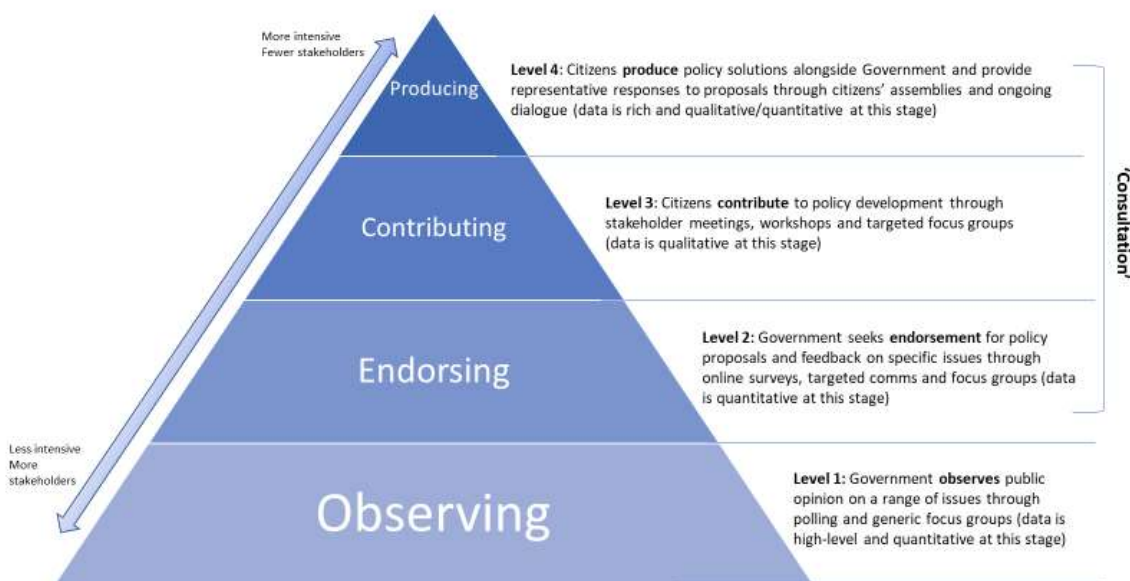 More intensive
Fewer stakeholders
Producing
Level 4: Citizens produce policy solutions alongside Government and provide
representative responses to proposals through citizens’ assemblies and ongoing
dialogue (data is rich and qualitative/quantitative at this stage)
Contributing
Level 3: Citizens contribute to policy development through
stakeholder meetings, workshops and targeted focus groups
(data is qualitative at this stage)
‘Consultation’
Endorsing
Level 2: Government seeks endorsement for policy
proposals and feedback on specific issues through
online surveys, targeted comms and focus groups (data
is quantitative at this stage)
Less intensive
More
stakeholders
Observing
Level 1: Government observes public
opinion on a range of issues through
polling and generic focus groups (data is
high-level and quantitative at this stage)